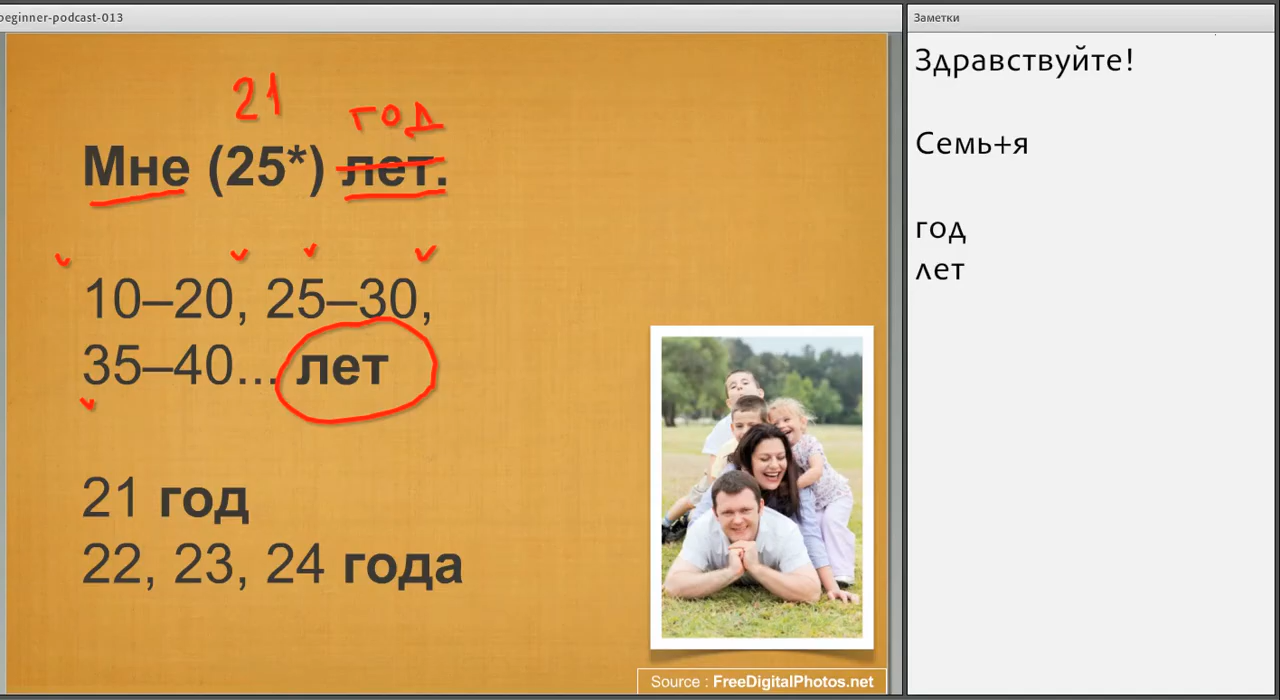 beginner-podcast-013
21
год
Мне (25*) лет.
10–20, 25–30,
35–40... лет
21 год
22, 23, 24 года
Source : FreeDigitalPhotos.net
Заметки
Здравствуйте!
Семь+я
год
лет